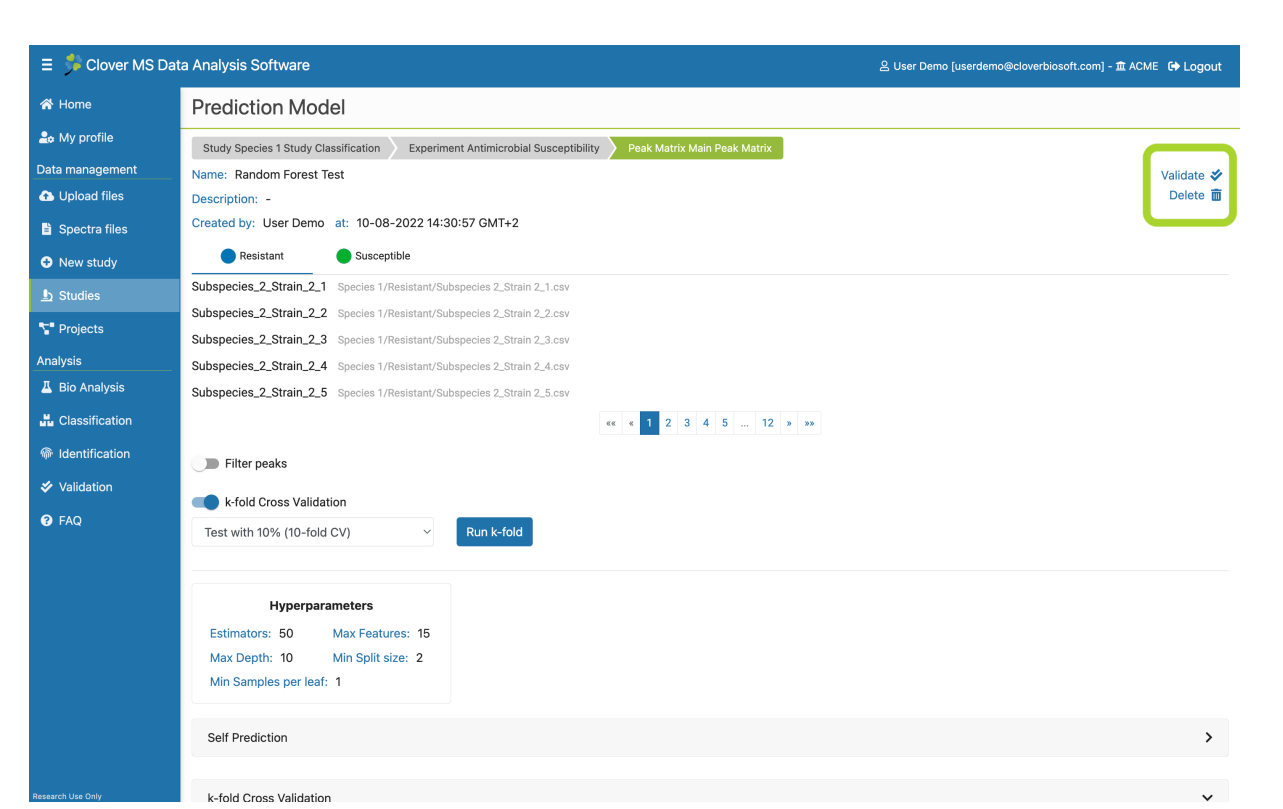 Clover MS Data Analysis Software
User Demo [userdemo@cloverbiosoft.com] - ACME Logout
Home
My profile
Data management
Upload files
Spectra files
New study
Studies
Projects
Analysis
Bio Analysis
Classification
Identification
Validation
FAQ
Research Use Only
Prediction Model
Study Species 1 Study Classification Experiment Antimicrobial Susceptibility Peak Matrix Main Peak Matrix
Name: Random Forest Test
Description: -
Created by: User Demo at: 10-08-2022 14:30:57 GMT+2
Validate
Delete
Resistant Susceptible
Subspecies_2_Strain_2_1 Species 1/Resistant/Subspecies 2_Strain 2_1.csv
Subspecies_2_Strain_2_2 Species 1/Resistant/Subspecies 2_Strain 2_2.csv
Subspecies_2_Strain_2_3 Species 1/Resistant/Subspecies 2_Strain 2_3.csv
Subspecies_2_Strain_2_4 Species 1/Resistant/Subspecies 2_Strain 2_4.csv
Subspecies_2_Strain_2_5 Species 1/Resistant/Subspecies 2_Strain 2_5.csv
«« « 1 2 3 4 5 ... 12 » »»
Filter peaks
k-fold Cross Validation
Test with 10% (10-fold CV) Run k-fold
Hyperparameters
Estimators: 50 Max Features: 15
Max Depth: 10 Min Split size: 2
Min Samples per leaf: 1
Self Prediction
k-fold Cross Validation